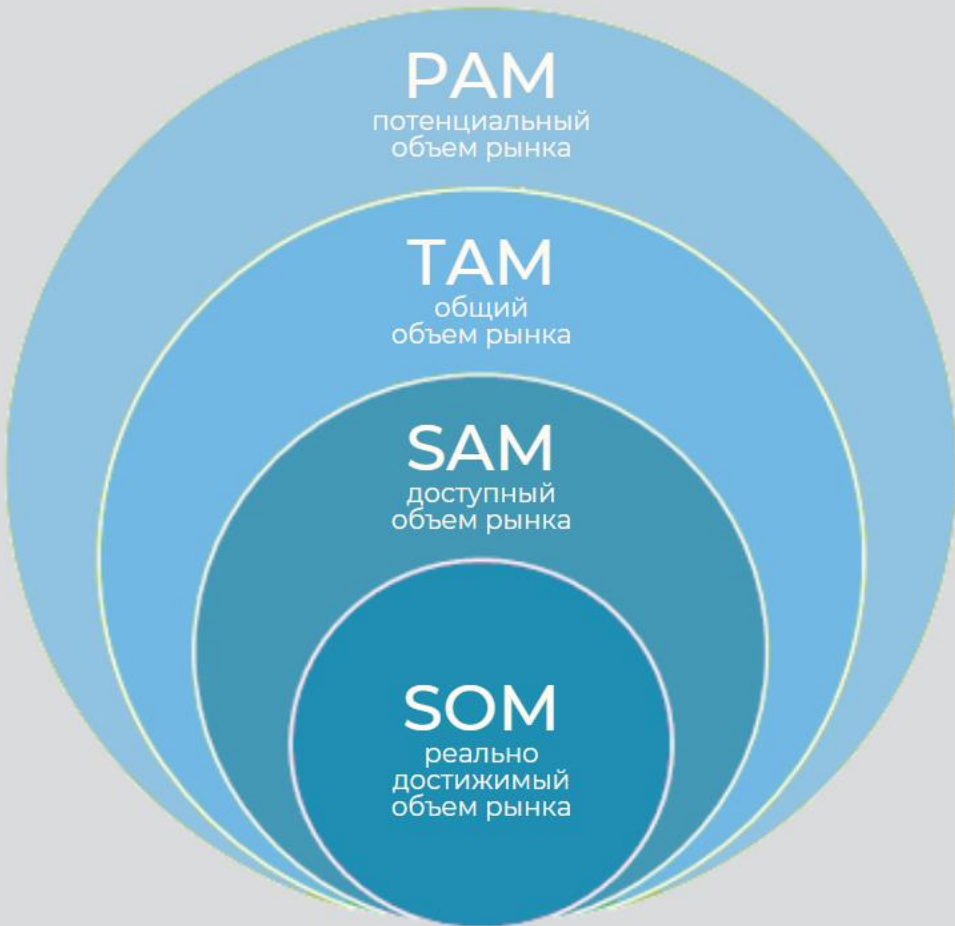 PAM
потенциальный
объем рынка
TAM
общий
объем рынка
SAM
доступный
объем рынка
SOM
реально
достижимый
объем рынка